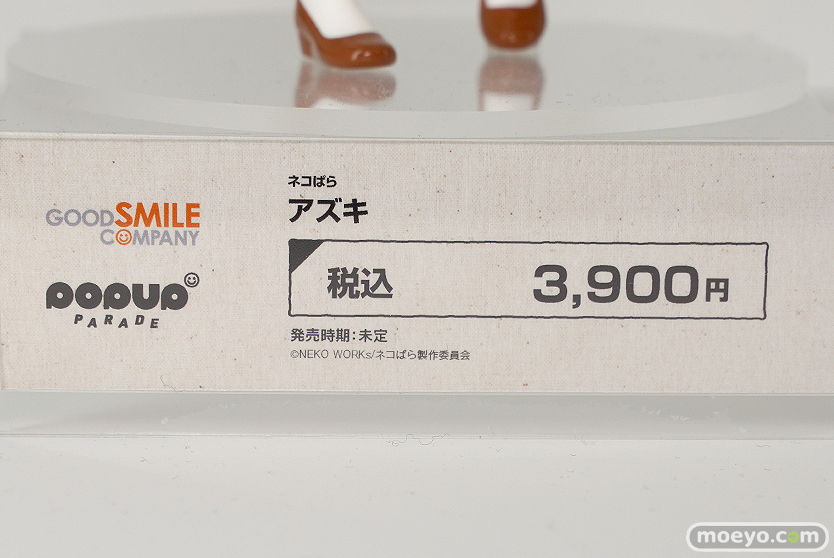 GOODSMILE
COMPANY
POPUP
PARADE
ネコぱら
アズキ
税込 3,900円
発売時期:未定
©NEKO WORKs/ネコぱら製作委員会
moeyo.com